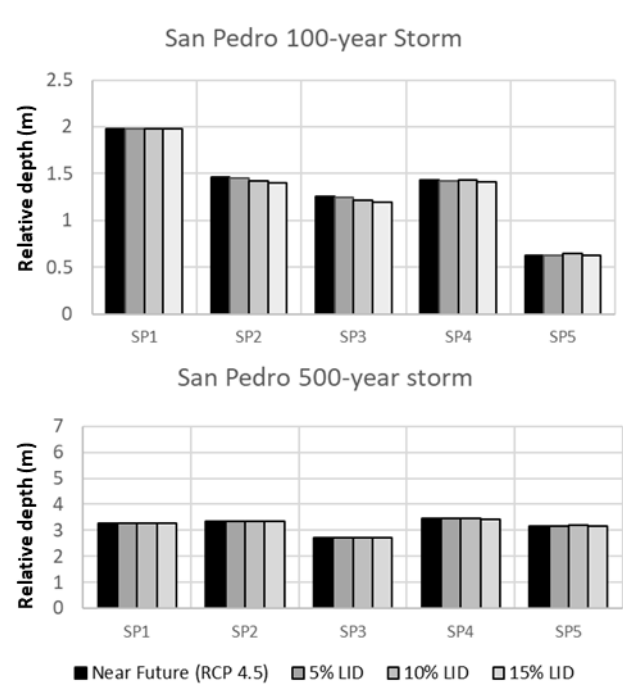 San Pedro 100-year Storm
Relative depth (m)
2.5
2
1.5
1
0.5
0
SP1 SP2 SP3 SP4 SP5
San Pedro 500-year storm
Relative depth (m)
7
6
5
4
3
2
1
0
SP1 SP2 SP3 SP4 SP5
Near Future (RCP 4.5) 5% LID 10% LID 15% LID